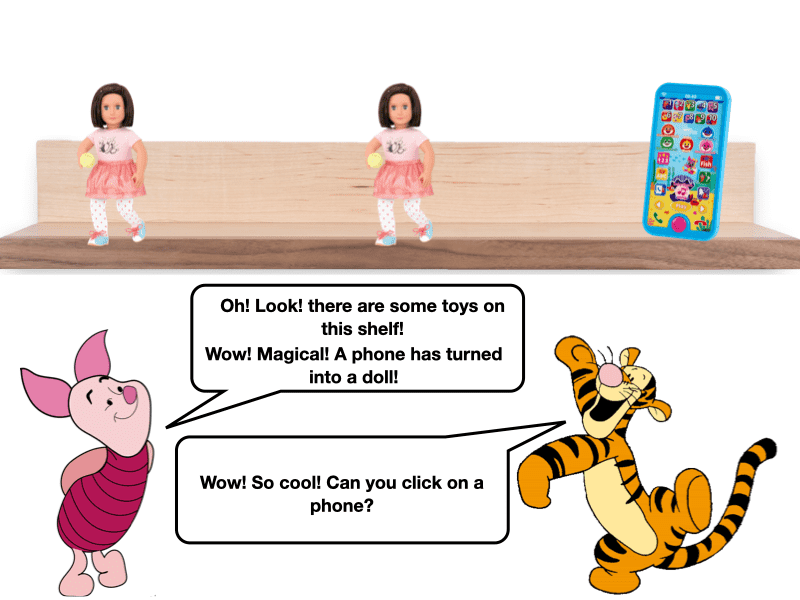 Oh! Look! there are some toys on
this shelf!
Wow! Magical! A phone has turned
into a doll!
Wow! So cool! Can you click on a
phone?